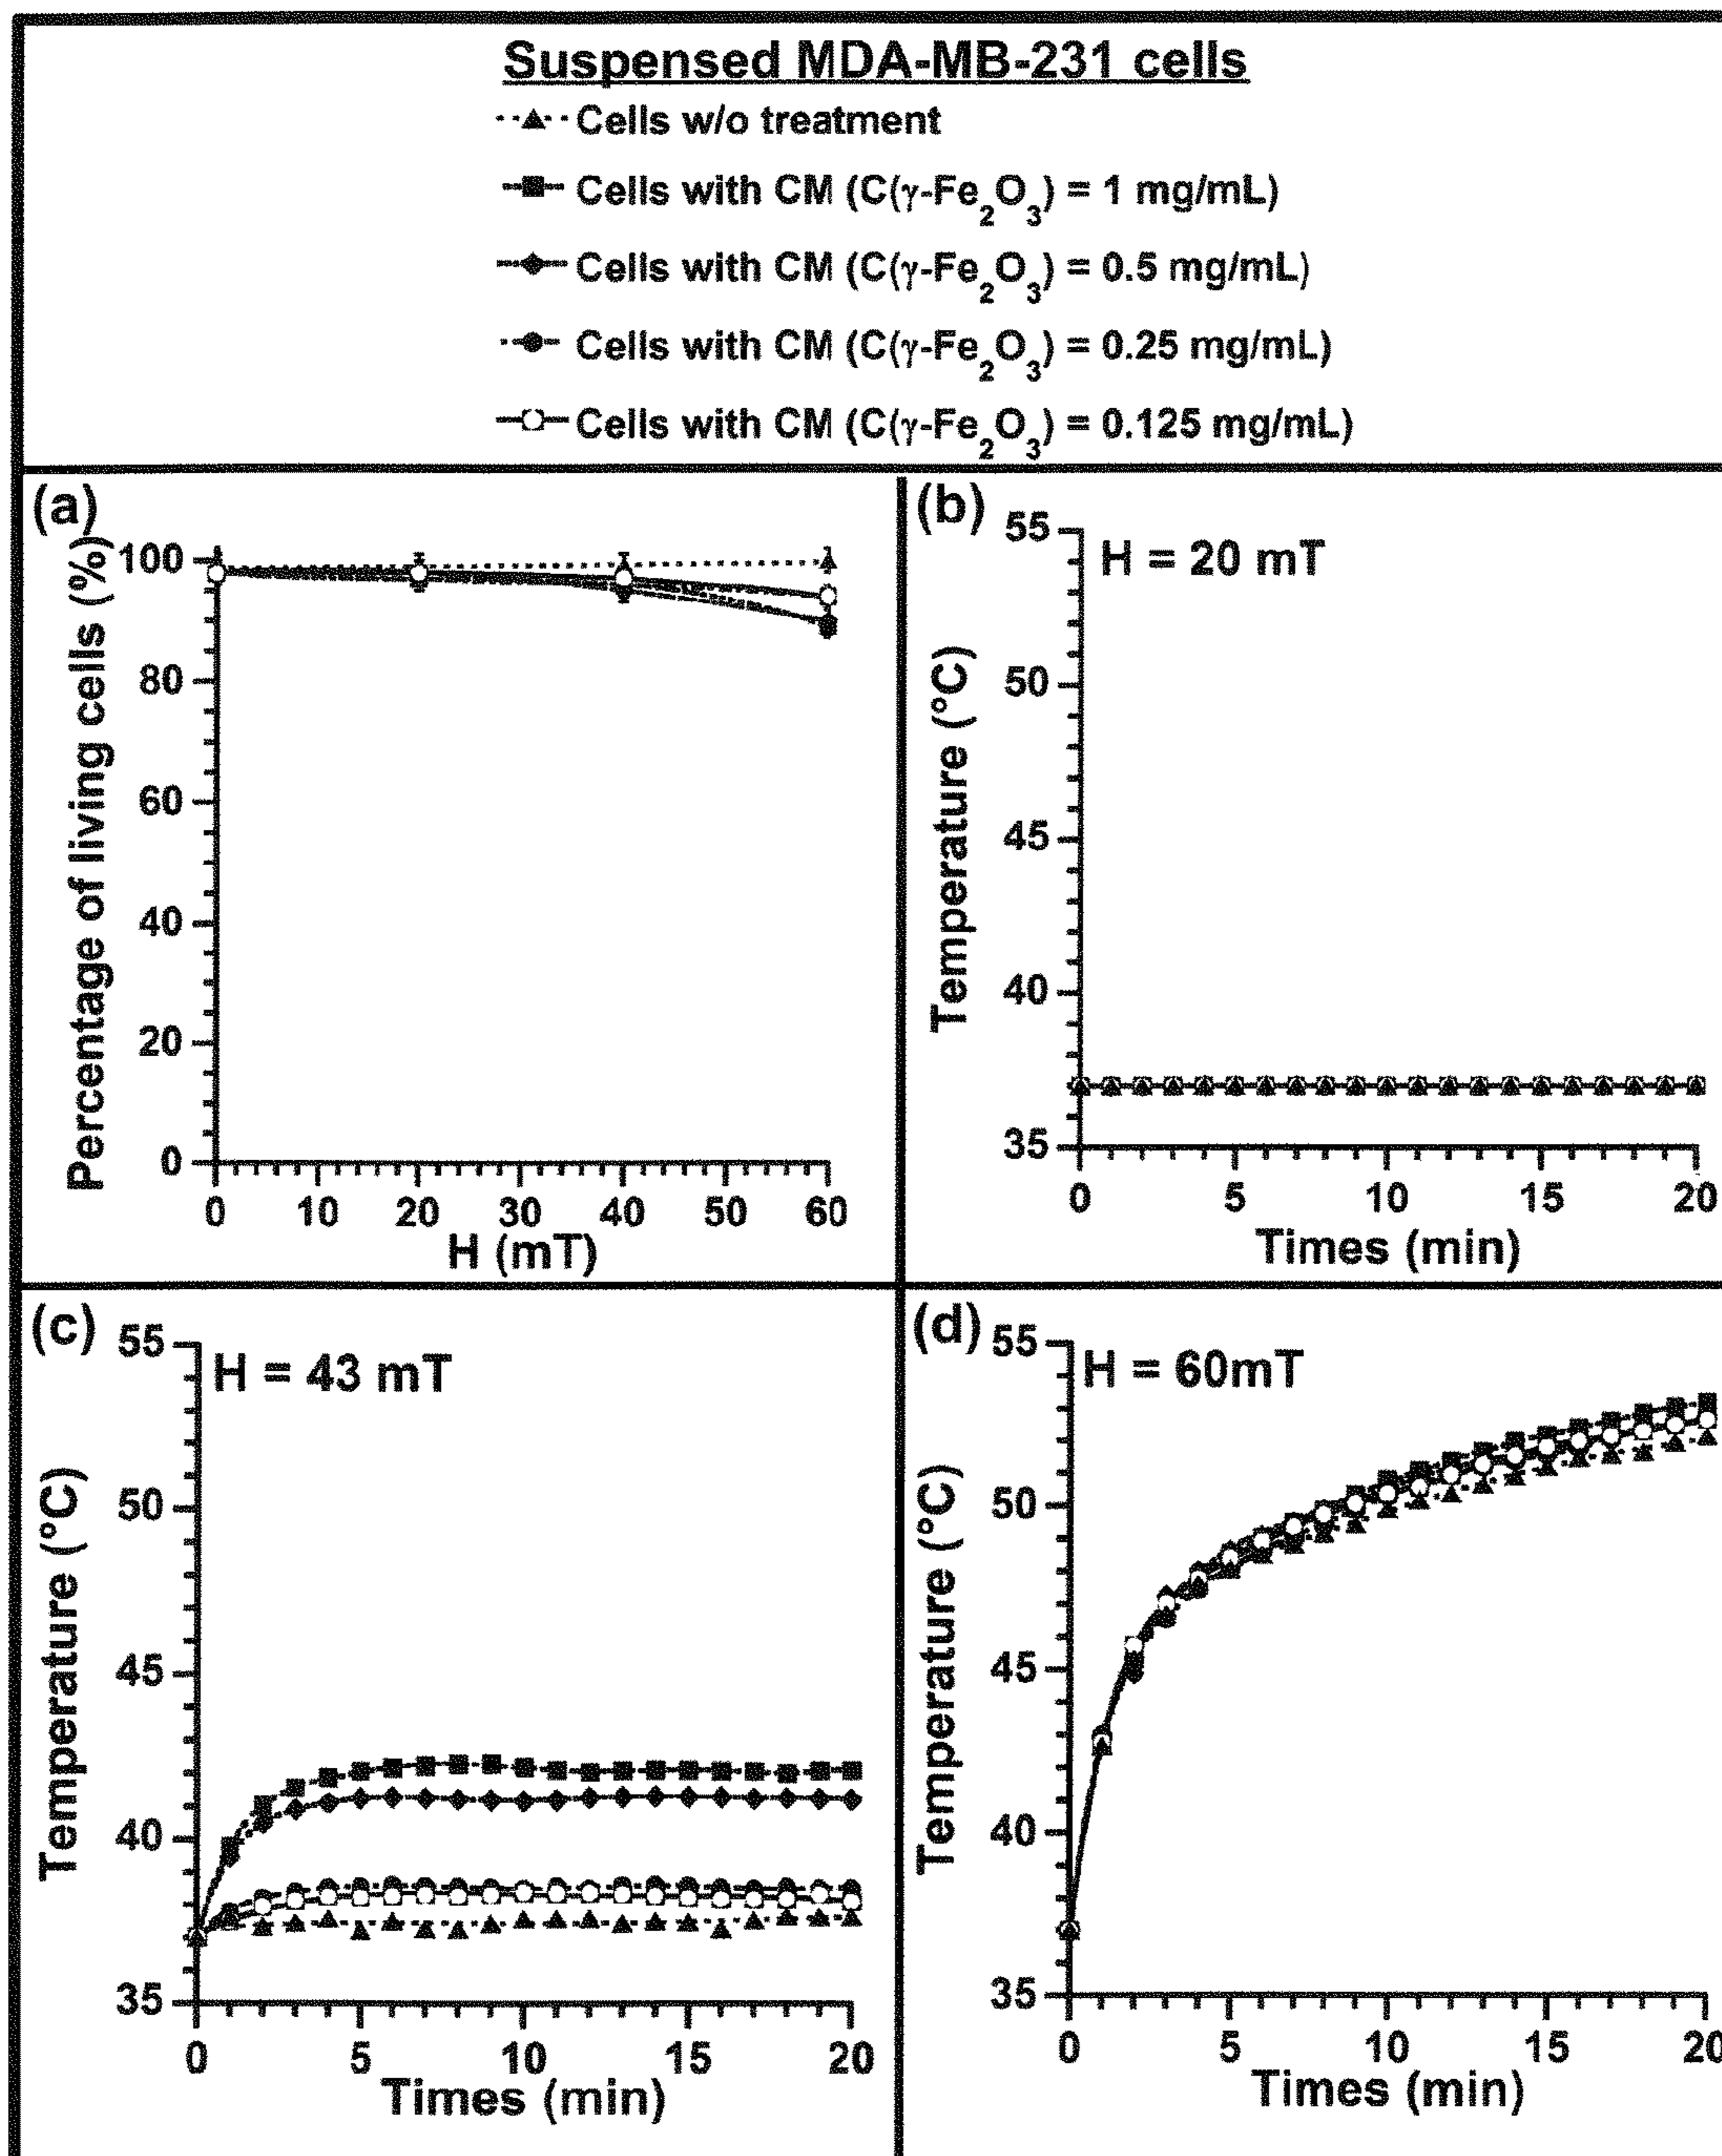 Suspensed MDA-MB-231 cells
Cells w/o treatment
Cells with CM (C(γ-Fe₂O₃) = 1 mg/mL)
Cells with CM (C(γ-Fe₂O₃) = 0.5 mg/mL)
Cells with CM (C(γ-Fe₂O₃) = 0.25 mg/mL)
Cells with CM (C(γ-Fe₂O₃) = 0.125 mg/mL)
(a)
Percentage of living cells (%)
100
80
60
40
20
0
0 10 20 30 40 50 60
H (mT)
(b)
H = 20 mT
Temperature (°C)
55
50
45
40
35
0 5 10 15 20
Times (min)
(c)
H = 43 mT
Temperature (°C)
55
50
45
40
35
0 5 10 15 20
Times (min)
(d)
H = 60mT
Temperature (°C)
55
50
45
40
35
0 5 10 15 20
Times (min)